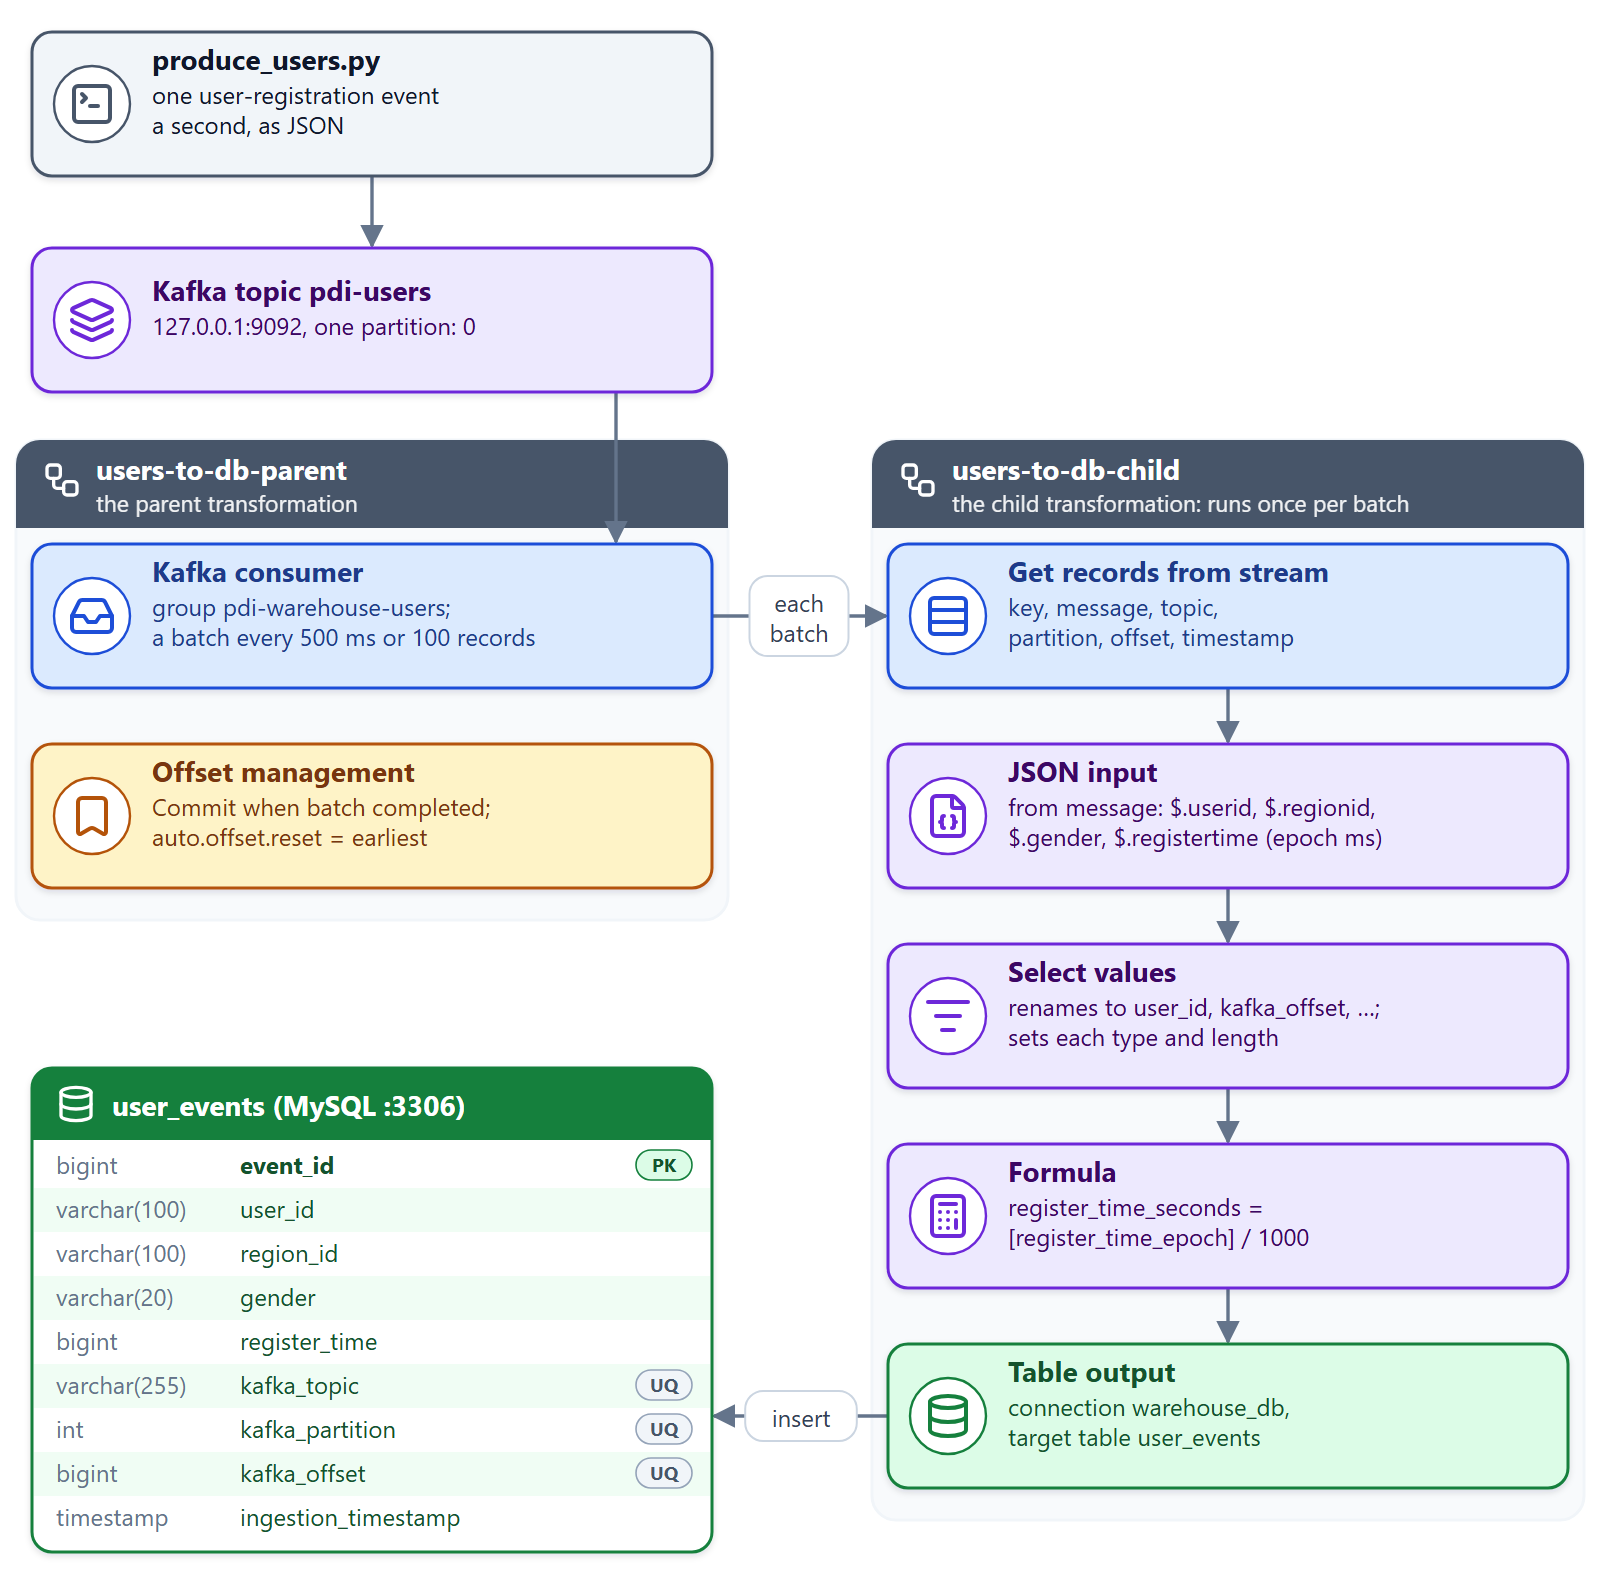 produce_users.py
one user-registration event
a second, as JSON
Kafka topic pdi-users
127.0.0.1:9092, one partition: 0
users-to-db-parent
the parent transformation
Kafka consumer
group pdi-warehouse-users;
a batch every 500 ms or 100 records
Offset management
Commit when batch completed;
auto.offset.reset = earliest
each
batch
users-to-db-child
the child transformation: runs once per batch
Get records from stream
key, message, topic,
partition, offset, timestamp
JSON input
from message: $.userid, $.regionid,
$.gender, $.registertime (epoch ms)
Select values
renames to user_id, kafka_offset, ...;
sets each type and length
Formula
register_time_seconds =
[register_time_epoch] / 1000
Table output
connection warehouse_db,
target table user_events
insert
user_events (MySQL :3306)
bigint event_id PK
varchar(100) user_id
varchar(100) region_id
varchar(20) gender
bigint register_time
varchar(255) kafka_topic UQ
int kafka_partition UQ
bigint kafka_offset UQ
timestamp ingestion_timestamp